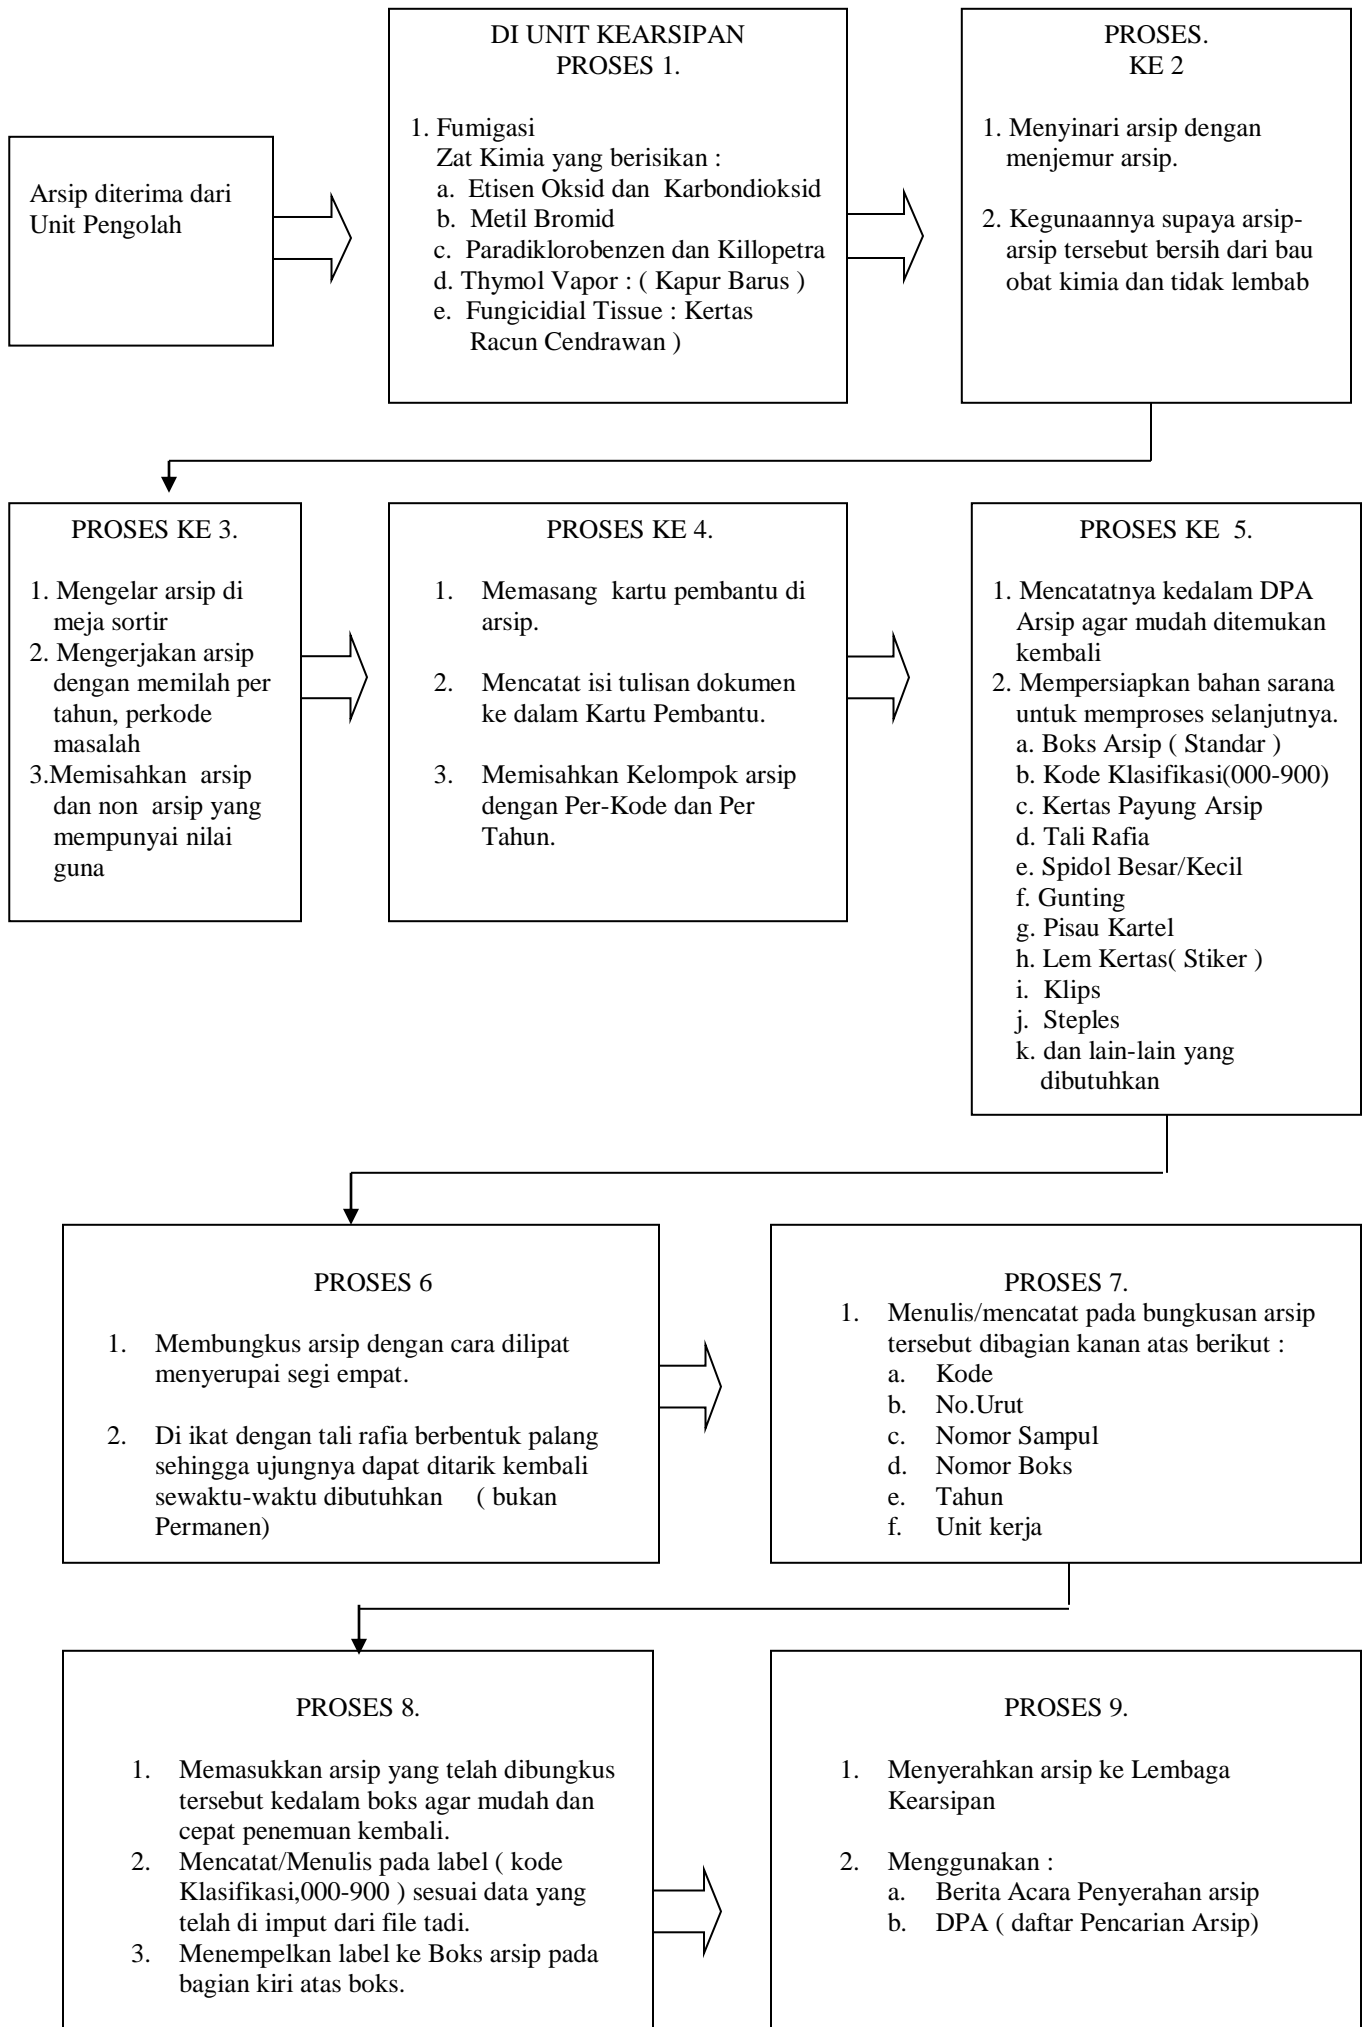 Arsip diterima dari
Unit Pengolah
DI UNIT KEARSIPAN
PROSES 1.
1. Fumigasi
Zat Kimia yang berisikan :
a. Etisen Oksid dan Karbondioksid
b. Metil Bromid
c. Paradiklorobenzen dan Killopetra
d. Thymol Vapor : ( Kapur Barus )
e. Fungicidial Tissue : Kertas
Racun Cendrawan )
PROSES.
KE 2
1. Menyinari arsip dengan
menjemur arsip.
2. Kegunaannya supaya arsip-
arsip tersebut bersih dari bau
obat kimia dan tidak lembab
PROSES KE 3.
1. Mengelar arsip di
meja sortir
2. Mengerjakan arsip
dengan memilah per
tahun, perkode
masalah
3.Memisahkan arsip
dan non arsip yang
mempunyai nilai
guna
PROSES KE 4.
1. Memasang kartu pembantu di
arsip.
2. Mencatat isi tulisan dokumen
ke dalam Kartu Pembantu.
3. Memisahkan Kelompok arsip
dengan Per-Kode dan Per
Tahun.
PROSES KE 5.
1. Mencatatnya kedalam DPA
Arsip agar mudah ditemukan
kembali
2. Mempersiapkan bahan sarana
untuk memproses selanjutnya.
a. Boks Arsip ( Standar )
b. Kode Klasifikasi(000-900)
c. Kertas Payung Arsip
d. Tali Rafia
e. Spidol Besar/Kecil
f. Gunting
g. Pisau Kartel
h. Lem Kertas( Stiker )
i. Klips
j. Steples
k. dan lain-lain yang
dibutuhkan
PROSES 6
1. Membungkus arsip dengan cara dilipat
menyerupai segi empat.
2. Di ikat dengan tali rafia berbentuk palang
sehingga ujungnya dapat ditarik kembali
sewaktu-waktu dibutuhkan ( bukan
Permanen)
PROSES 7.
1. Menulis/mencatat pada bungkusan arsip
tersebut dibagian kanan atas berikut :
a. Kode
b. No.Urut
c. Nomor Sampul
d. Nomor Boks
e. Tahun
f. Unit kerja
PROSES 8.
1. Memasukkan arsip yang telah dibungkus
tersebut kedalam boks agar mudah dan
cepat penemuan kembali.
2. Mencatat/Menulis pada label ( kode
Klasifikasi,000-900 ) sesuai data yang
telah di imput dari file tadi.
3. Menempelkan label ke Boks arsip pada
bagian kiri atas boks.
PROSES 9.
1. Menyerahkan arsip ke Lembaga
Kearsipan
2. Menggunakan :
a. Berita Acara Penyerahan arsip
b. DPA ( daftar Pencarian Arsip)